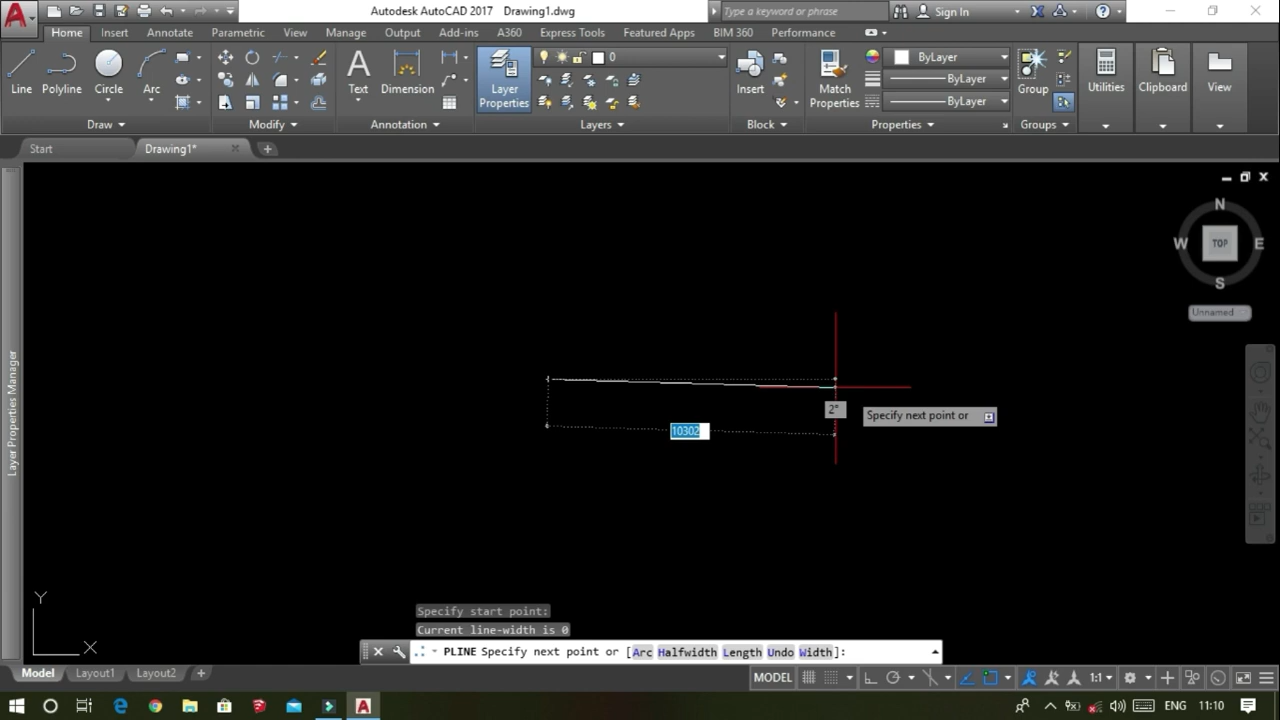 Autodesk AutoCAD 2017 Drawing1.dwg
Type a keyword or phrase
Sign In
Home Insert Annotate Parametric View Manage Output Add-ins A360 Express Tools Featured Apps BIM 360 Performance
0
ByLayer
ByLayer
ByLayer
Line Polyline Circle Arc Text Dimension Layer Properties Insert Match Properties Group Utilities Clipboard View
Draw Modify Annotation Layers Block Properties Groups
Start Drawing1*
N
W TOP E
S
Unnamed
Layer Properties Manager
2°
Specify next point or
10302
Y
X
Specify start point:
Current line-width is 0
PLINE Specify next point or [Arc Halfwidth Length Undo Width]:
Model Layout1 Layout2
MODEL 1:1
ENG 11:10